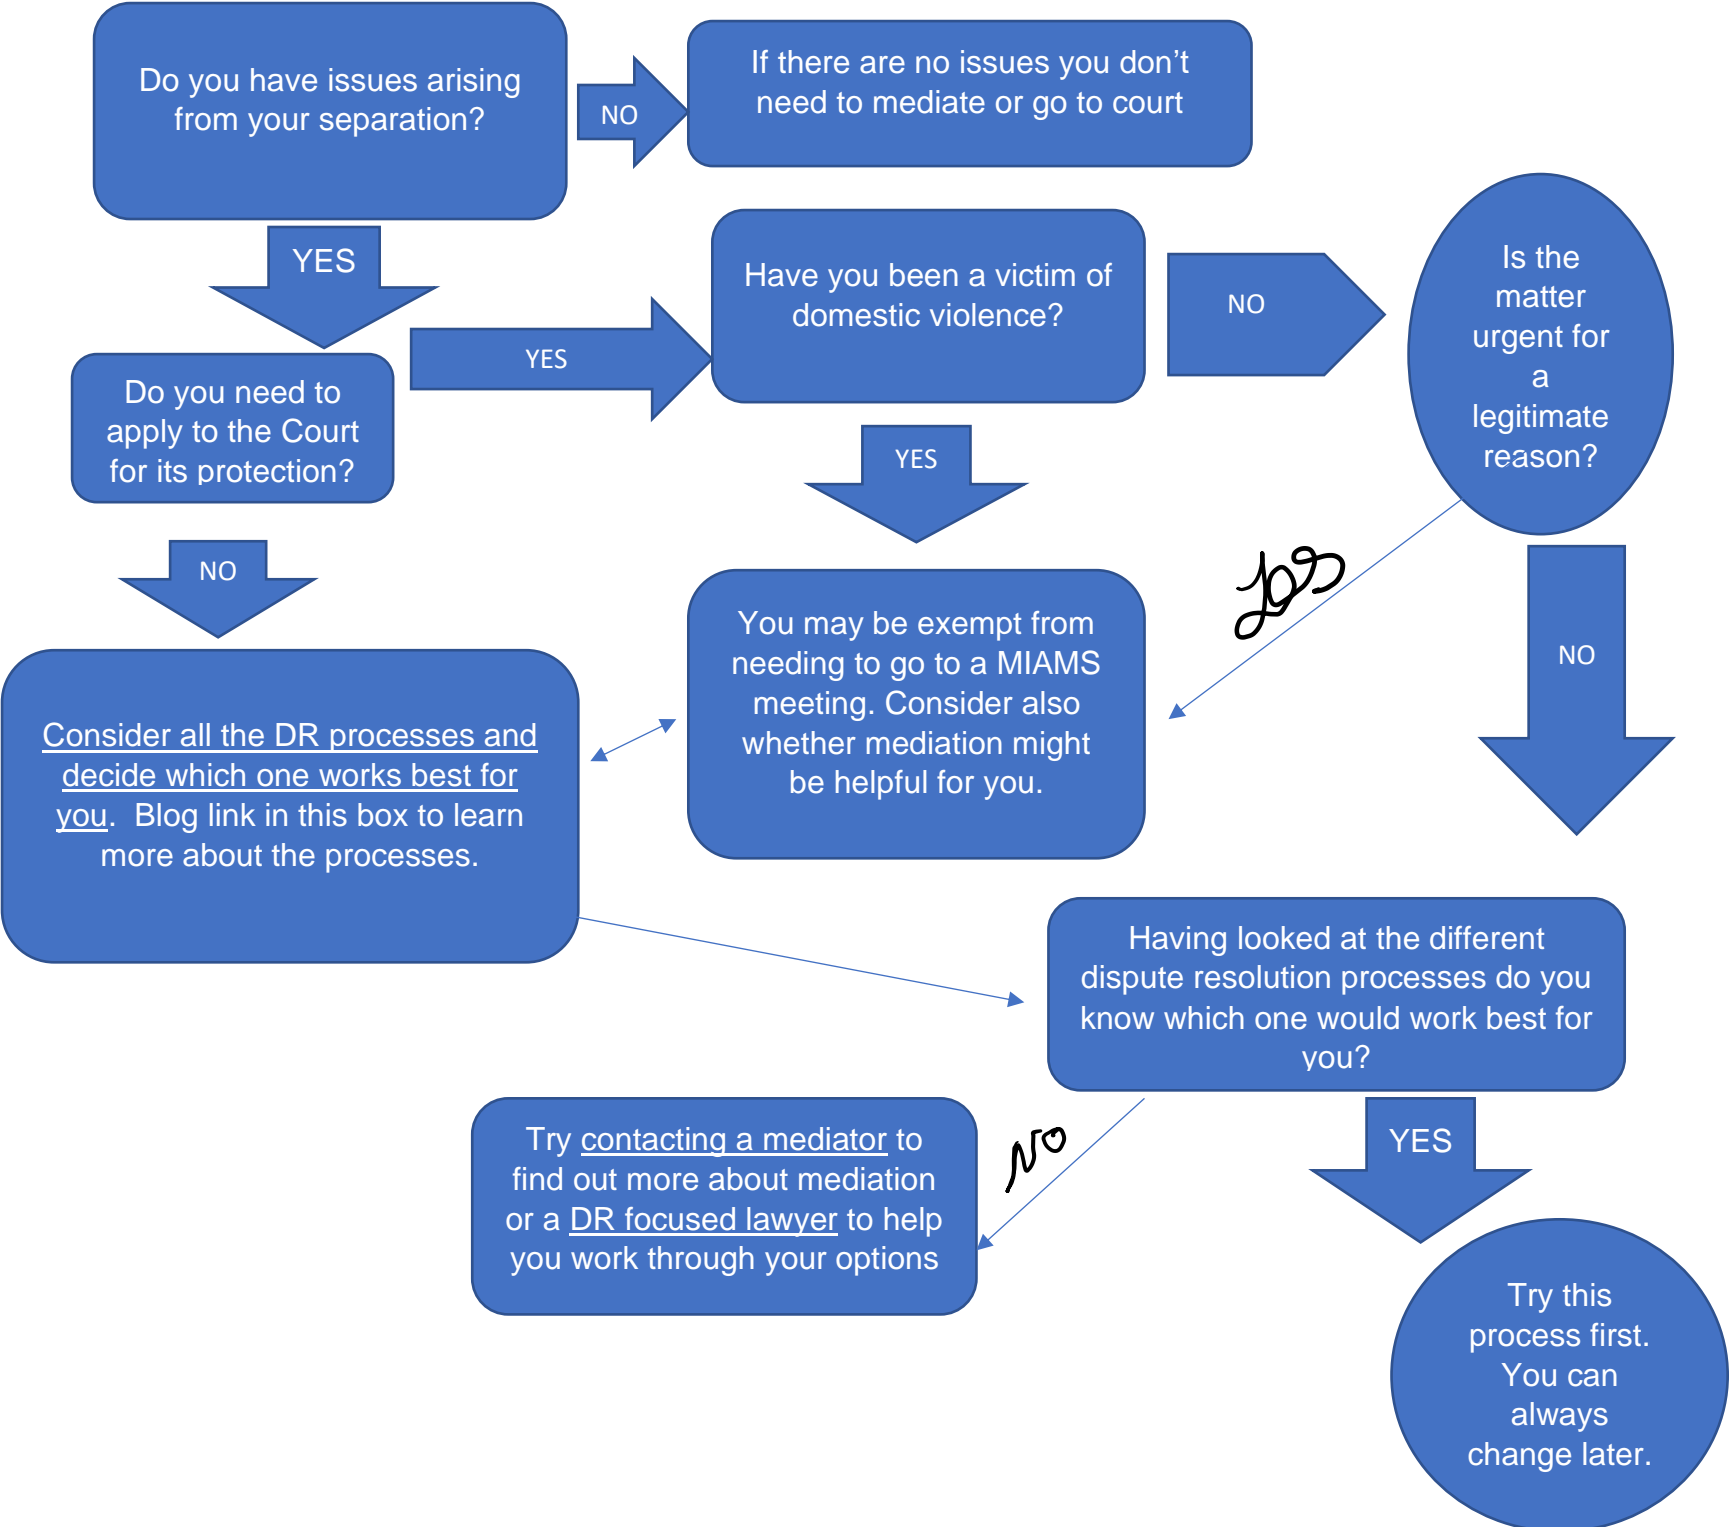 Do you have issues arising
from your separation?
NO
If there are no issues you don't
need to mediate or go to court
YES
Do you need to
apply to the Court
for its protection?
YES
Have you been a victim of
domestic violence?
NO
Is the
matter
urgent for
a
legitimate
reason?
YES
NO
yes
NO
Consider all the DR processes and
decide which one works best for
you.  Blog link in this box to learn
more about the processes.
You may be exempt from
needing to go to a MIAMS
meeting. Consider also
whether mediation might
be helpful for you.
Having looked at the different
dispute resolution processes do you
know which one would work best for
you?
Try contacting a mediator to
find out more about mediation
or a DR focused lawyer to help
you work through your options
NO
YES
Try this
process first.
You can
always
change later.